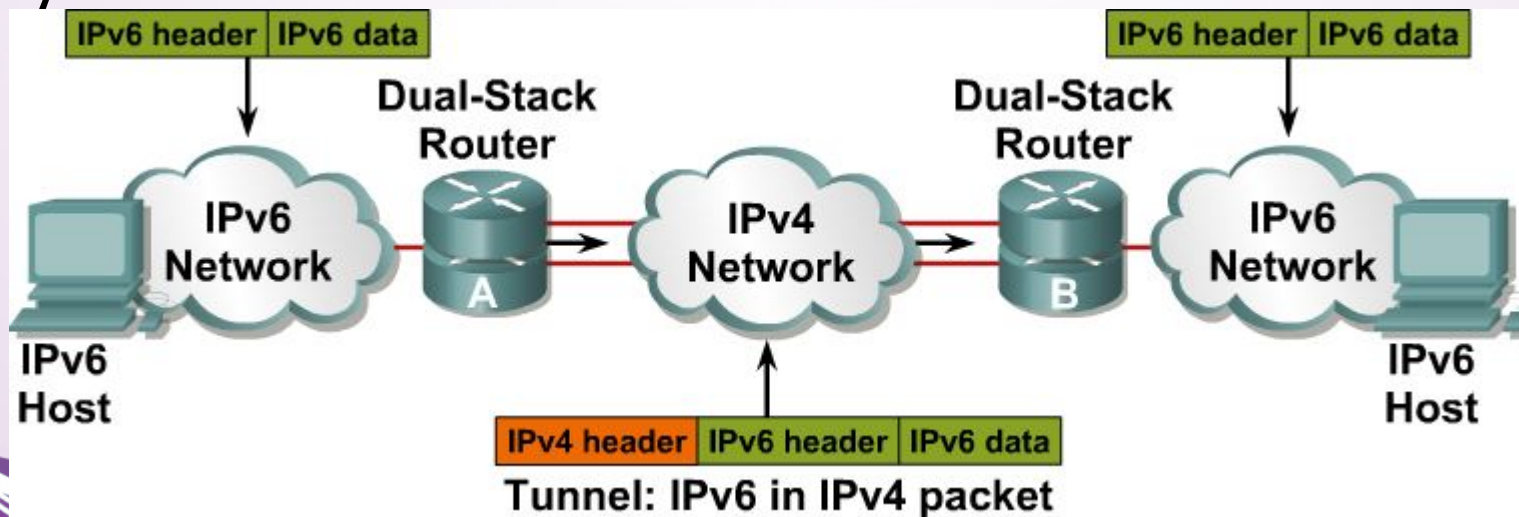 IPv6 header IPv6 data
IPv6 header IPv6 data
Dual-Stack
Router
Dual-Stack
Router
IPv6
Network
A
IPv4
Network
B
IPv6
Network
IPv6
Host
IPv6
Host
IPv4 header IPv6 header IPv6 data
Tunnel: IPv6 in IPv4 packet